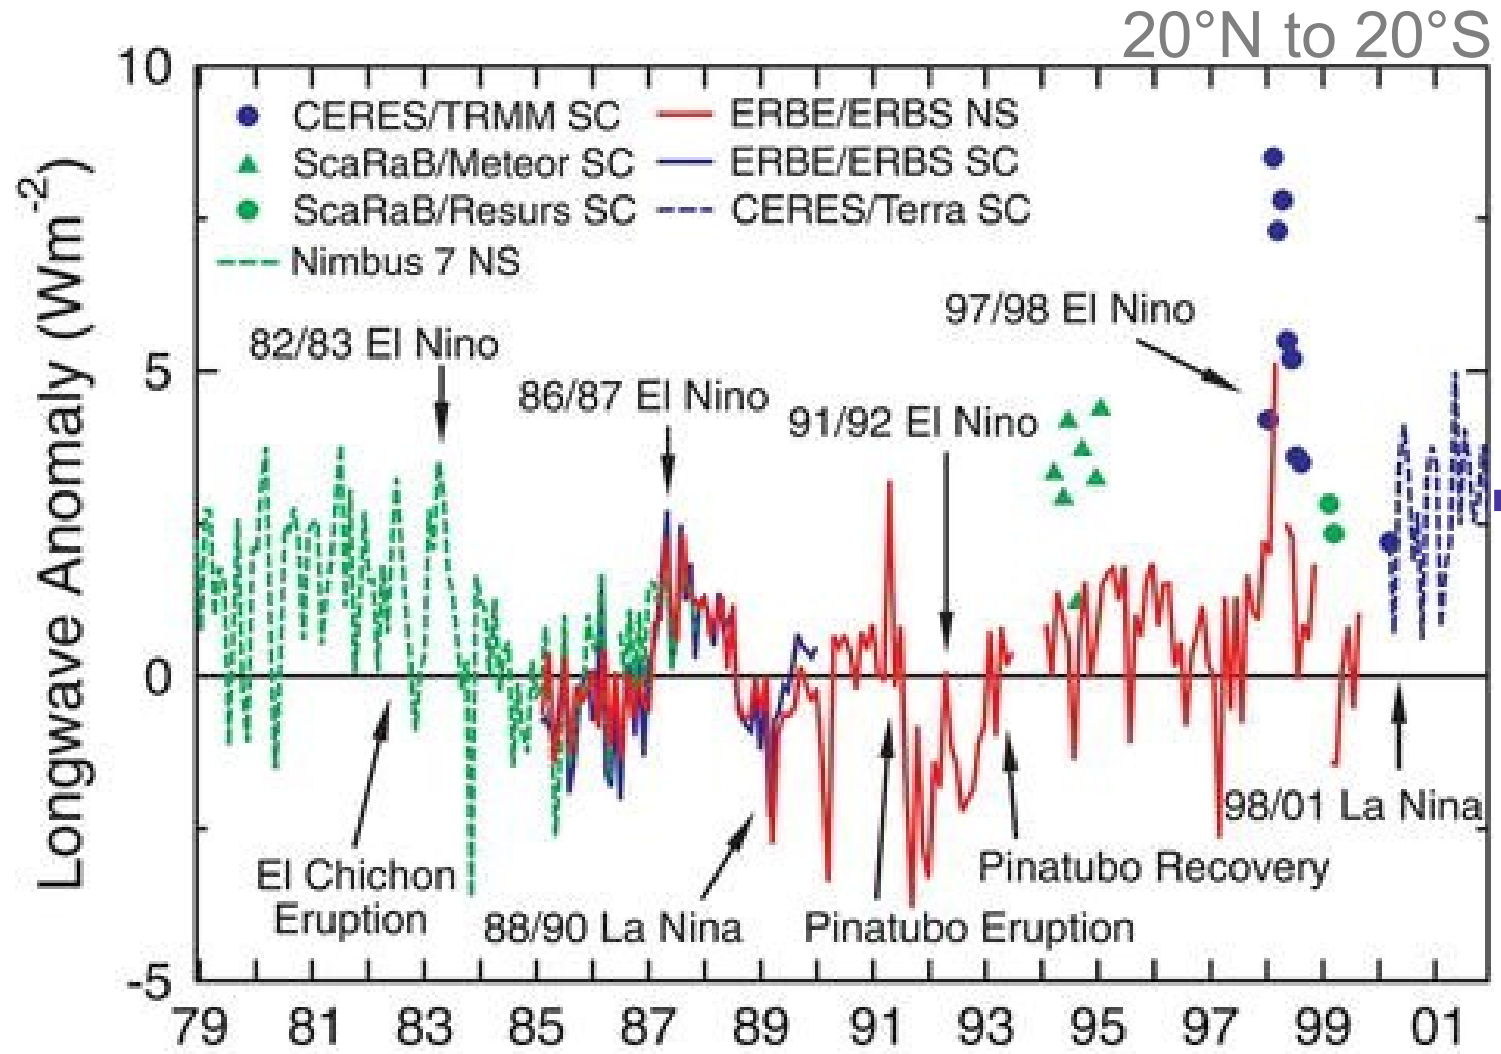 20°N to 20°S
10
CERES/TRMM SC
ERBE/ERBS NS
ScaRaB/Meteor SC
ERBE/ERBS SC
ScaRaB/Resurs SC
CERES/Terra SC
Nimbus 7 NS
97/98 El Nino
82/83 El Nino
5
86/87 El Nino
91/92 El Nino
Longwave Anomaly (Wm-2)
0
98/01 La Nina
El Chichon
Eruption
Pinatubo Recovery
88/90 La Nina
Pinatubo Eruption
-5
79 81 83 85 87 89 91 93 95 97 99 01